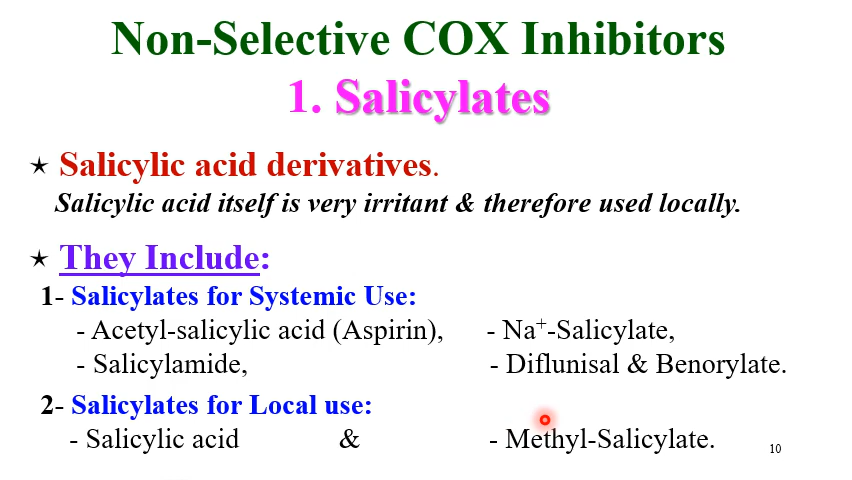 Non-Selective COX Inhibitors
1. Salicylates
★ Salicylic acid derivatives.
Salicylic acid itself is very irritant & therefore used locally.
★ They Include:
1- Salicylates for Systemic Use:
- Acetyl-salicylic acid (Aspirin), - Na⁺-Salicylate,
- Salicylamide, - Diflunisal & Benorylate.
2- Salicylates for Local use:
- Salicylic acid & - Methyl-Salicylate.
10